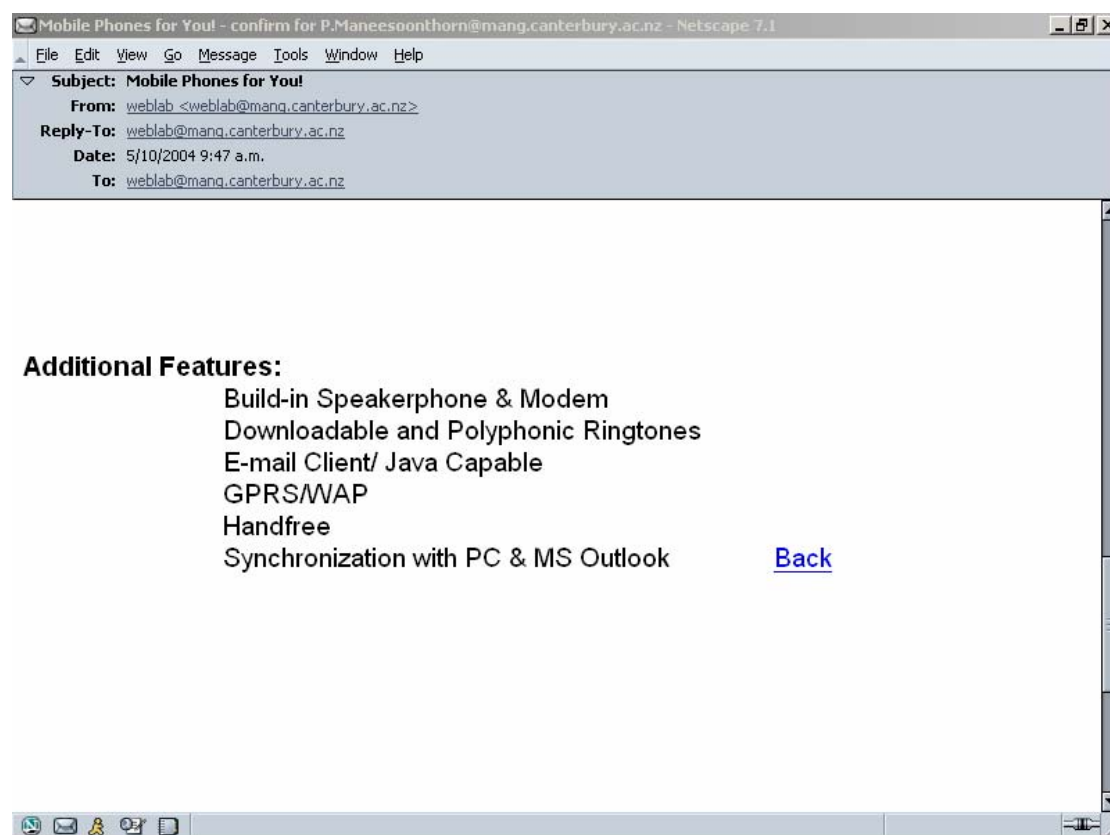 Mobile Phones for You! - confirm for P.Maneesoonthorn@mang.canterbury.ac.nz - Netscape 7.1
File Edit View Go Message Tools Window Help
Subject: Mobile Phones for You!
From: weblab <weblab@mang.canterbury.ac.nz>
Reply-To: weblab@mang.canterbury.ac.nz
Date: 5/10/2004 9:47 a.m.
To: weblab@mang.canterbury.ac.nz
Additional Features:
Build-in Speakerphone & Modem
Downloadable and Polyphonic Ringtones
E-mail Client/ Java Capable
GPRS/WAP
Handfree
Synchronization with PC & MS Outlook Back